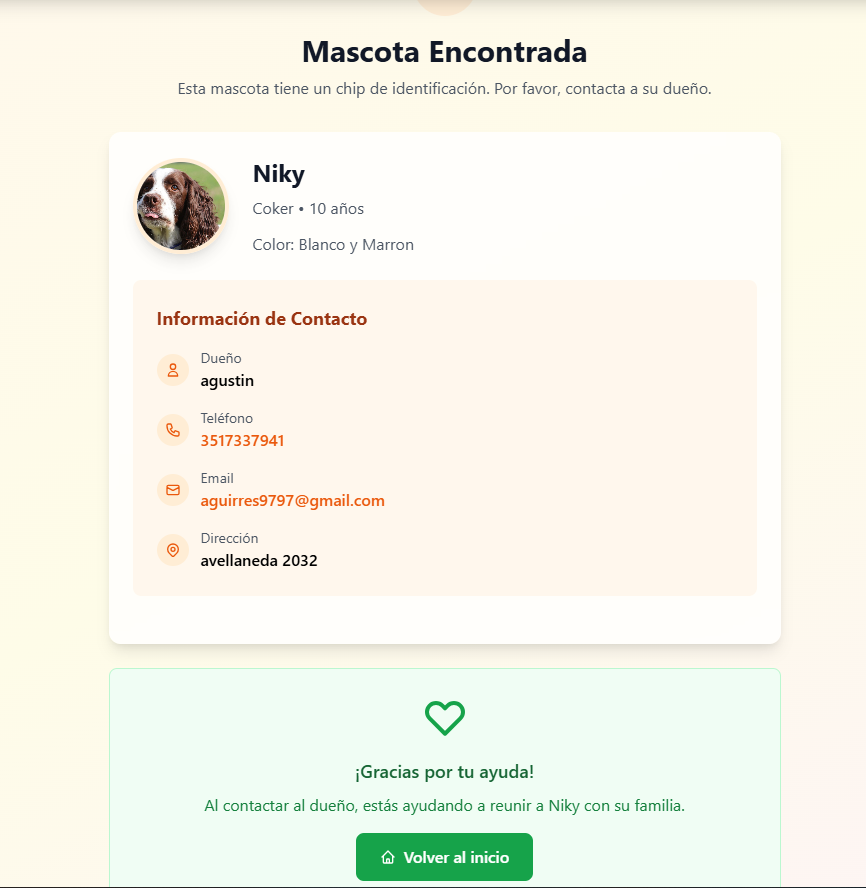 Mascota Encontrada
Esta mascota tiene un chip de identificación. Por favor, contacta a su dueño.
Niky
Coker • 10 años
Color: Blanco y Marron
Información de Contacto
Dueño
agustin
Teléfono
3517337941
Email
aguirres9797@gmail.com
Dirección
avellaneda 2032
¡Gracias por tu ayuda!
Al contactar al dueño, estás ayudando a reunir a Niky con su familia.
Volver al inicio